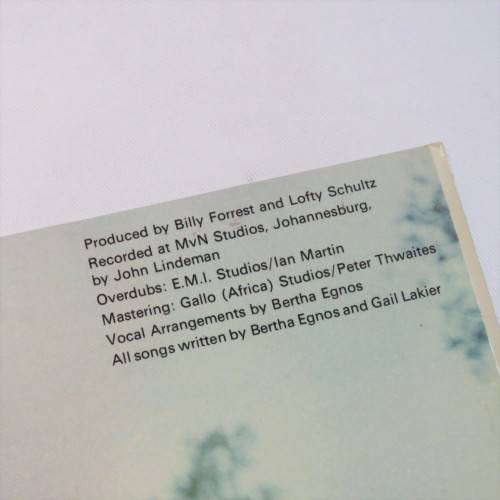 Produced by Billy Forrest and Lofty Schultz
Recorded at MvN Studios, Johannesburg,
by John Lindeman
Overdubs: E.M.I. Studios/Ian Martin
Mastering: Gallo (Africa) Studios/Peter Thwaites
Vocal Arrangements by Bertha Egnos
All songs written by Bertha Egnos and Gail Lakier